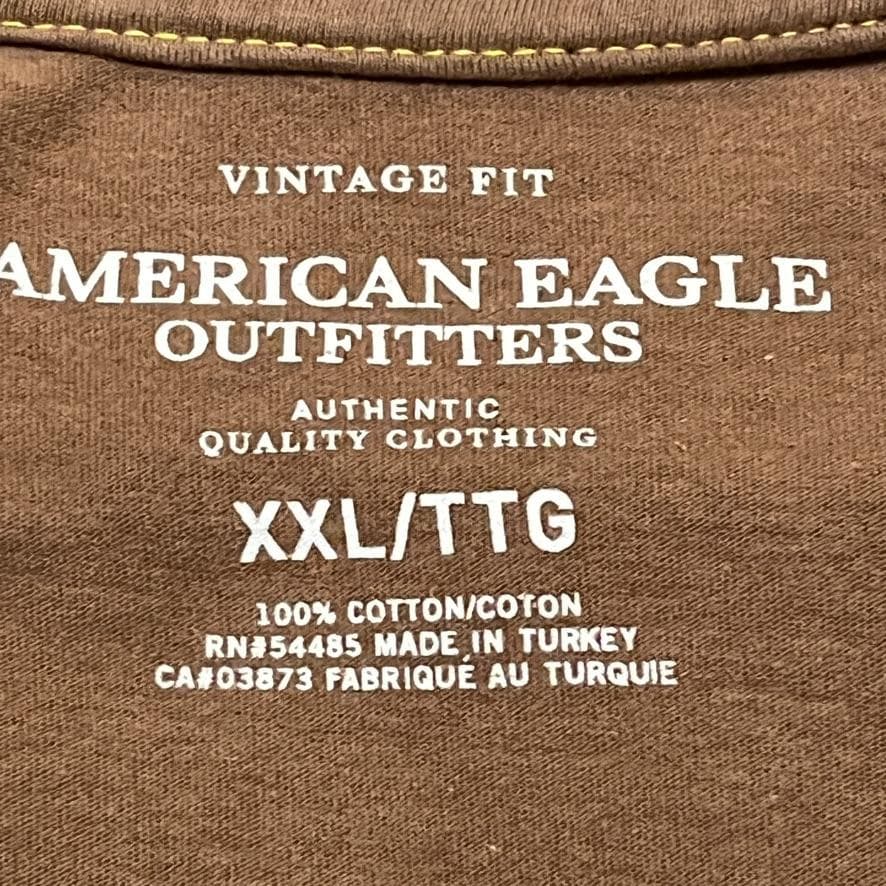 VINTAGE FIT
AMERICAN EAGLE
OUTFITTERS
AUTHENTIC
QUALITY CLOTHING
XXL/TTG
100% COTTON/COTON
RN#54485 MADE IN TURKEY
CA#03873 FABRIQUÉ AU TURQUIE